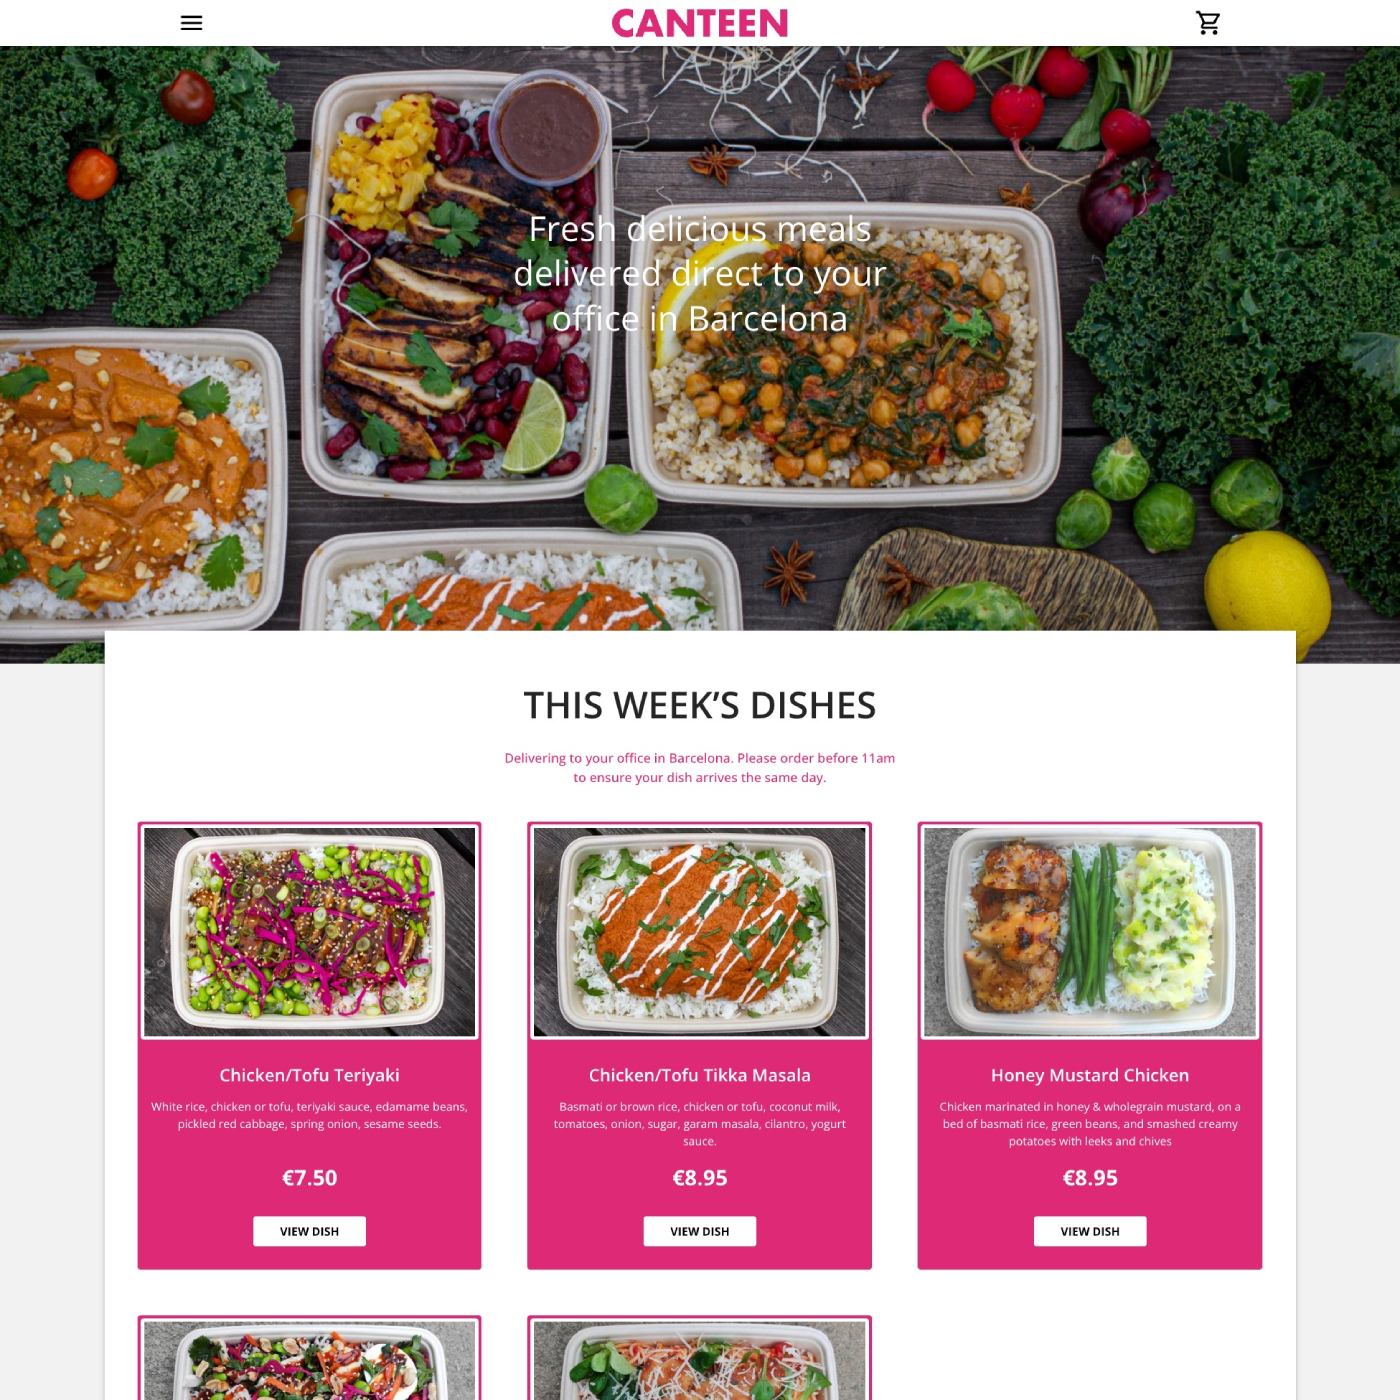 CANTEEN
Fresh delicious meals
delivered direct to your
office in Barcelona
THIS WEEK’S DISHES
Delivering to your office in Barcelona. Please order before 11am
to ensure your dish arrives the same day.
Chicken/Tofu Teriyaki
White rice, chicken or tofu, teriyaki sauce, edamame beans,
pickled red cabbage, spring onion, sesame seeds.
€7.50
VIEW DISH
Chicken/Tofu Tikka Masala
Basmati or brown rice, chicken or tofu, coconut milk,
tomatoes, onion, sugar, garam masala, cilantro, yogurt
sauce.
€8.95
VIEW DISH
Honey Mustard Chicken
Chicken marinated in honey & wholegrain mustard, on a
bed of basmati rice, green beans, and smashed creamy
potatoes with leeks and chives
€8.95
VIEW DISH